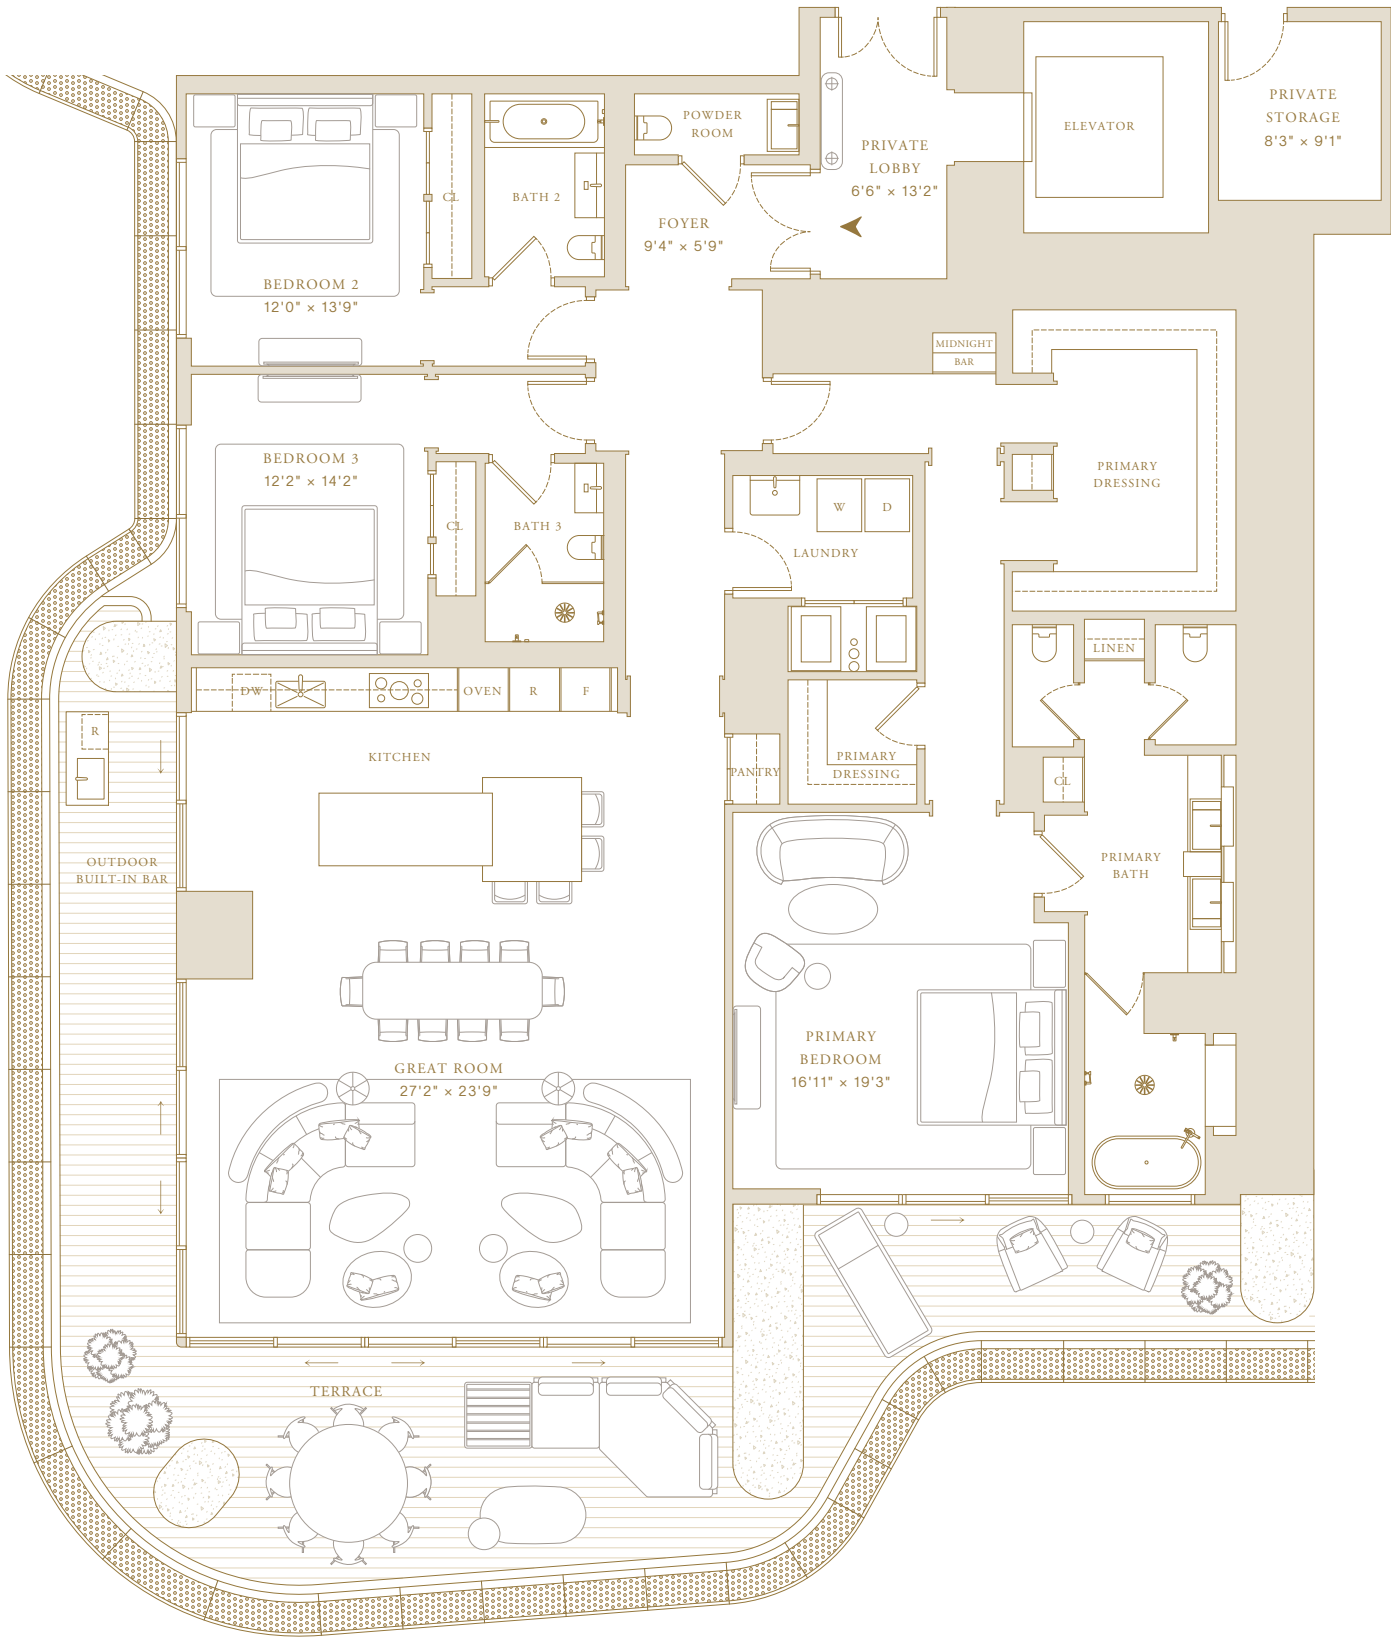 PRIVATE
STORAGE
8'3" × 9'1"
ELEVATOR
POWDER
ROOM
PRIVATE
LOBBY
6'6" × 13'2"
CL
BATH 2
FOYER
9'4" × 5'9"
BEDROOM 2
12'0" × 13'9"
MIDNIGHT
BAR
BEDROOM 3
12'2" × 14'2"
PRIMARY
DRESSING
CL
BATH 3
W
D
LAUNDRY
LINEN
DW
OVEN
R
F
R
KITCHEN
PANTRY
PRIMARY
DRESSING
CL
OUTDOOR
BUILT-IN BAR
PRIMARY
BATH
GREAT ROOM
27'2" × 23'9"
PRIMARY
BEDROOM
16'11" × 19'3"
TERRACE